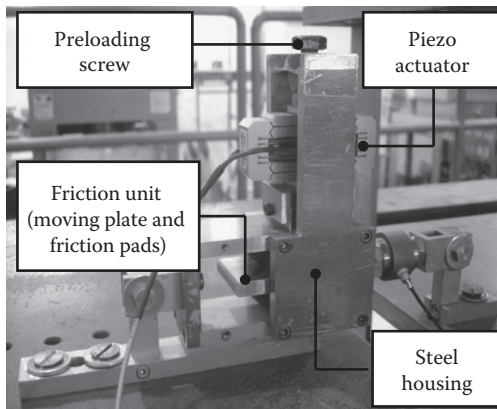 Preloading
screw
Piezo
actuator
Friction unit
(moving plate and
friction pads)
Steel
housing